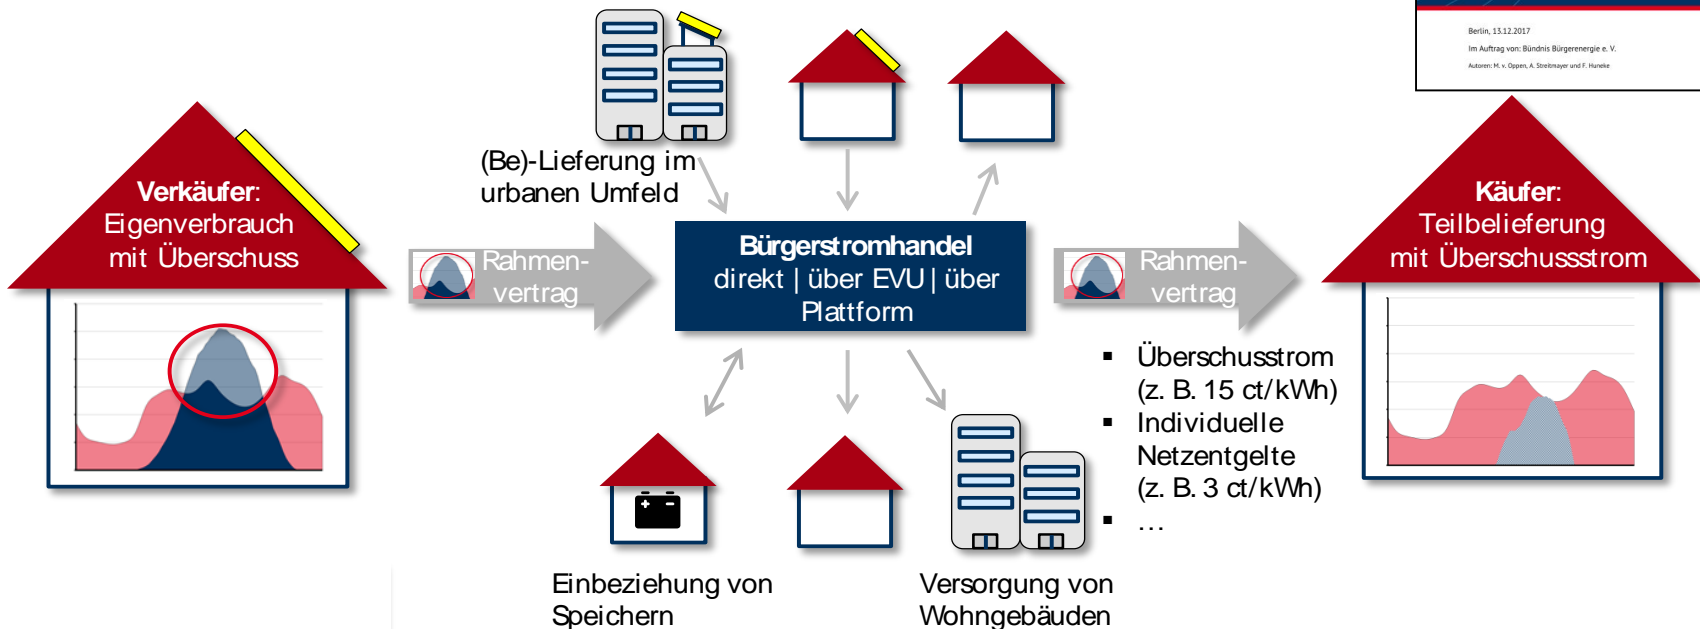 Berlin, 13.12.2017
Im Auftrag von: Bündnis Bürgerenergie e. V.
Autoren: M. v. Oppen, A. Streitmayer und F. Huneke
(Be)-Lieferung im
urbanen Umfeld
Verkäufer:
Eigenverbrauch
mit Überschuss
Rahmen-
vertrag
Bürgerstromhandel
direkt | über EVU | über
Plattform
Rahmen-
vertrag
Käufer:
Teilbelieferung
mit Überschussstrom
▪ Überschusstrom
(z. B. 15 ct/kWh)
▪ Individuelle
Netzentgelte
(z. B. 3 ct/kWh)
▪ …
Einbeziehung von
Speichern
Versorgung von
Wohngebäuden